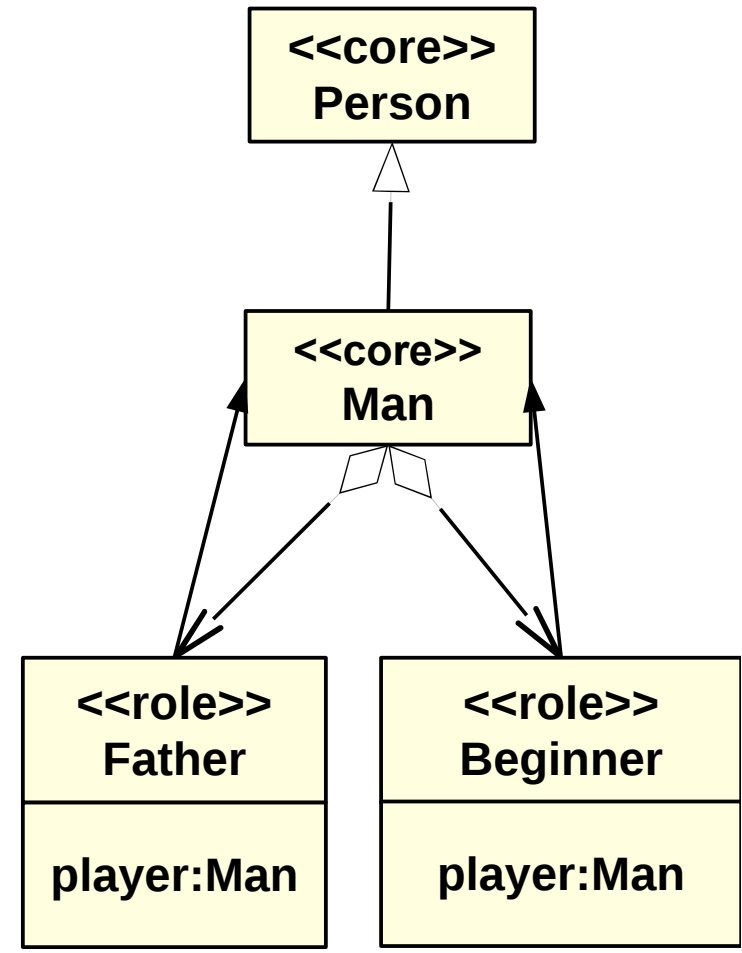 <<core>>
Person
<<core>>
Man
<<role>>
Father
player:Man
<<role>>
Beginner
player:Man